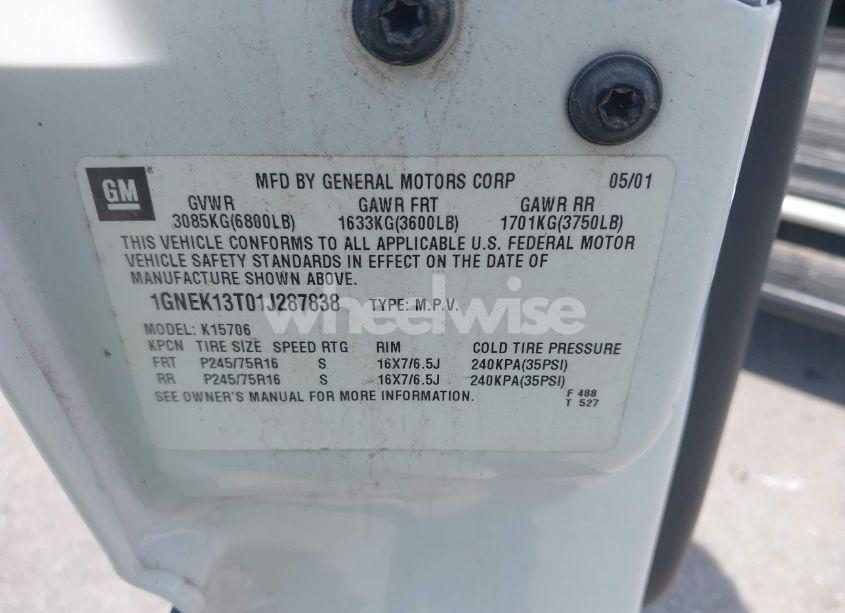 GM
MFD BY GENERAL MOTORS CORP 05/01
GVWR GAWR FRT GAWR RR
3085KG(6800LB) 1633KG(3600LB) 1701KG(3750LB)
THIS VEHICLE CONFORMS TO ALL APPLICABLE U.S. FEDERAL MOTOR
VEHICLE SAFETY STANDARDS IN EFFECT ON THE DATE OF
MANUFACTURE SHOWN ABOVE.
1GNEK13T01J287838 TYPE: M.P.V.
wheelwise
MODEL: K15706
KPCN TIRE SIZE SPEED RTG RIM COLD TIRE PRESSURE
FRT P245/75R16 S 16X7/6.5J 240KPA(35PSI)
RR P245/75R16 S 16X7/6.5J 240KPA(35PSI)
SEE OWNER'S MANUAL FOR MORE INFORMATION. F 488
T 527